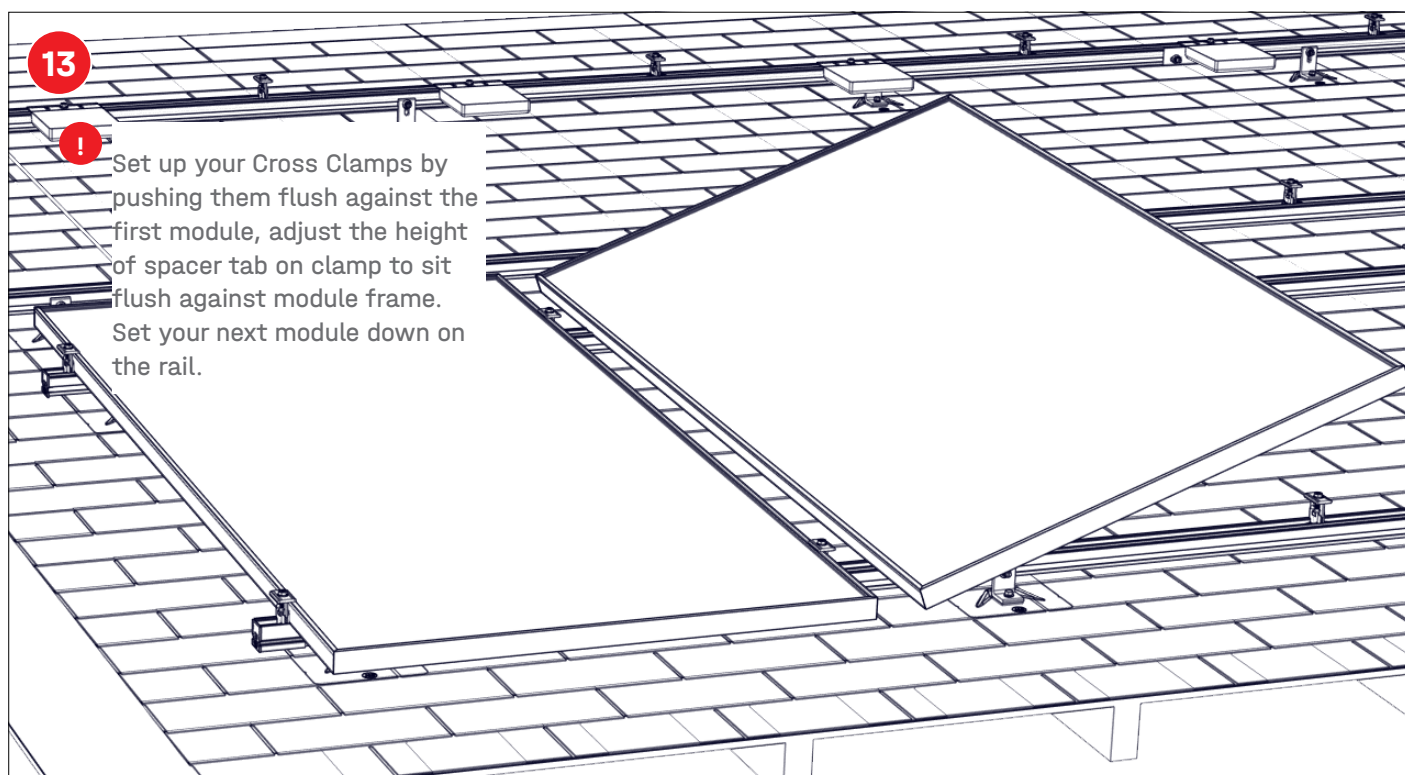 13
!
Set up your Cross Clamps by
pushing them flush against the
first module, adjust the height
of spacer tab on clamp to sit
flush against module frame.
Set your next module down on
the rail.